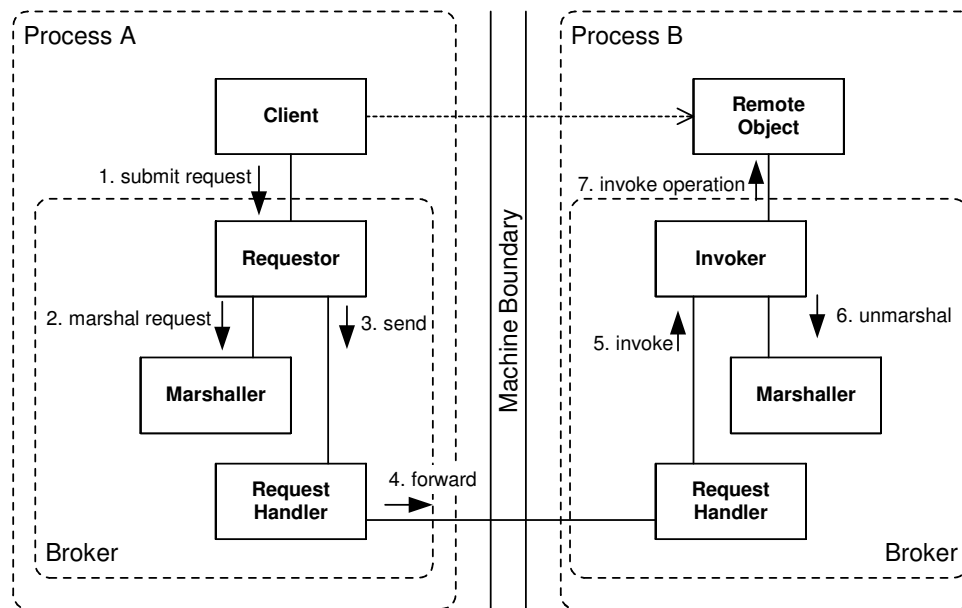 Process A
Client
1. submit request
Requestor
2. marshal request
3. send
Marshaller
Request
Handler
4. forward
Broker
Machine Boundary
Process B
Remote
Object
7. invoke operation
Invoker
5. invoke
6. unmarshal
Marshaller
Request
Handler
Broker